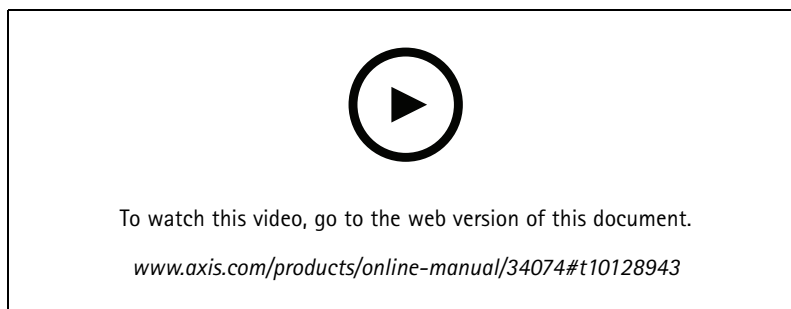 To watch this video, go to the web version of this document.
www.axis.com/products/online-manual/34074#t10128943